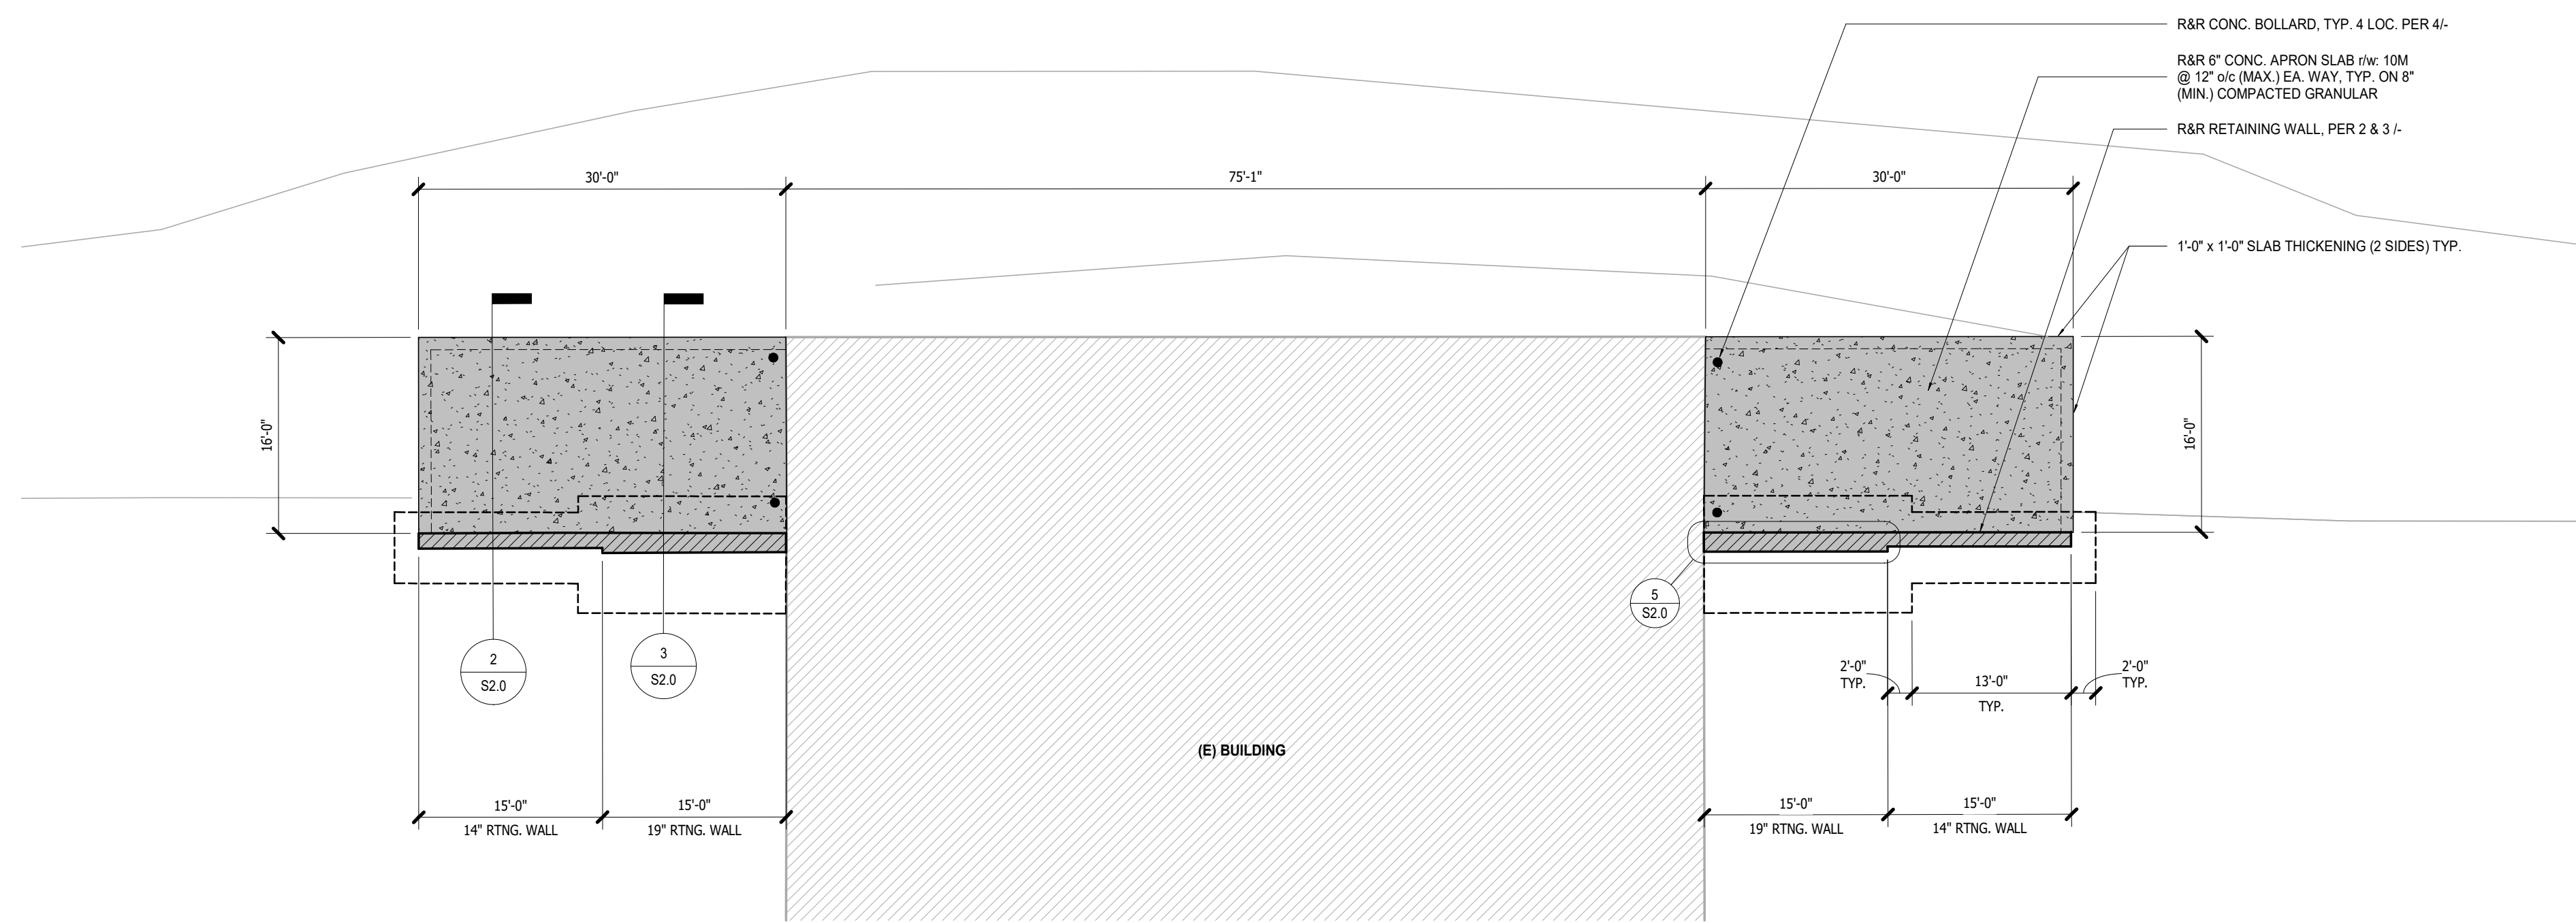 R&R CONC. BOLLARD, TYP. 4 LOC. PER 4/-
R&R 6" CONC. APRON SLAB r/w: 10M
@ 12" o/c (MAX.) EA. WAY, TYP. ON 8"
(MIN.) COMPACTED GRANULAR
R&R RETAINING WALL, PER 2 & 3 /-
30'-0"
75'-1"
30'-0"
1'-0" x 1'-0" SLAB THICKENING (2 SIDES) TYP.
16'-0"
16'-0"
5
S2.0
2
S2.0
3
S2.0
2'-0"
TYP.
13'-0"
TYP.
2'-0"
TYP.
(E) BUILDING
15'-0"
14" RTNG. WALL
15'-0"
19" RTNG. WALL
15'-0"
19" RTNG. WALL
15'-0"
14" RTNG. WALL